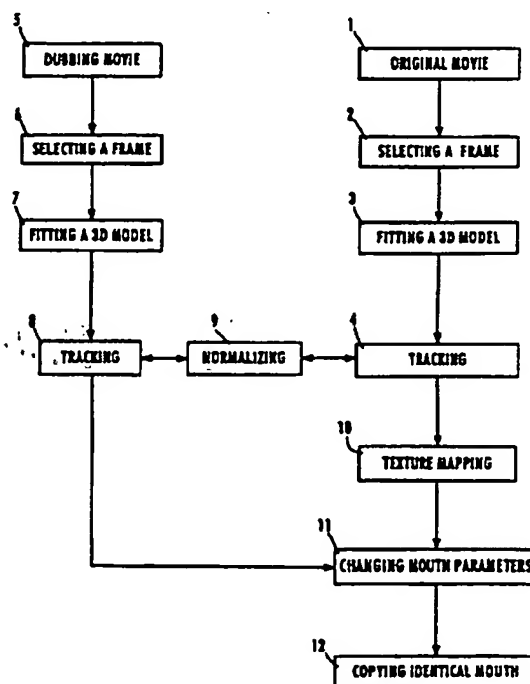 5
DUBBING MOVIE
1
ORIGINAL MOVIE
6
SELECTING A FRAME
2
SELECTING A FRAME
7
FITTING A 3D MODEL
3
FITTING A 3D MODEL
8
TRACKING
9
NORMALIZING
4
TRACKING
10
TEXTURE MAPPING
11
CHANGING MOUTH PARAMETERS
12
COPYING IDENTICAL MOUTH